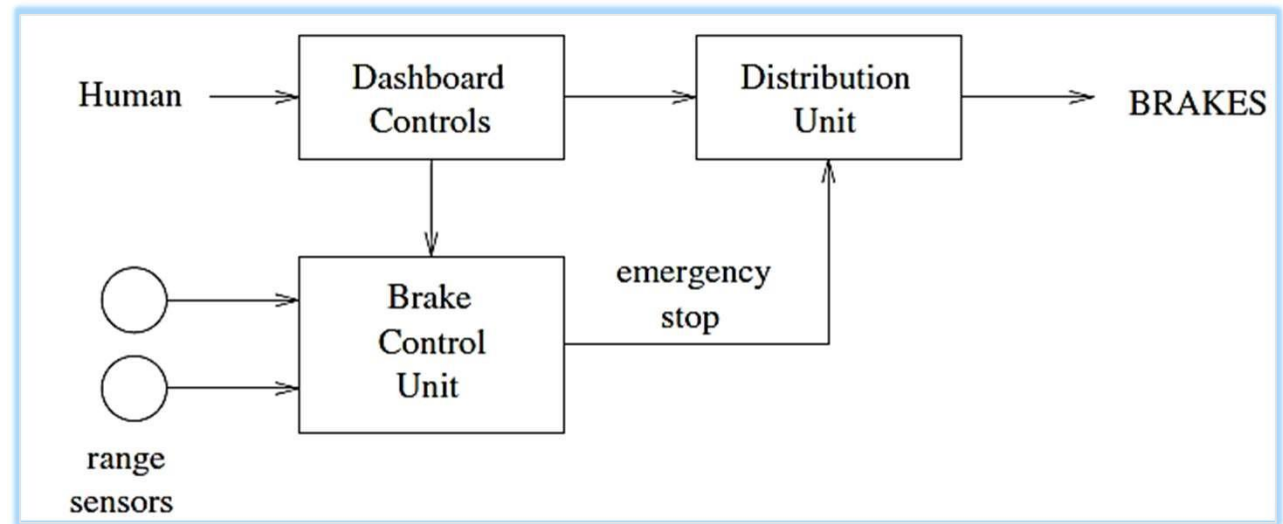 Human
Dashboard
Controls
Distribution
Unit
BRAKES
Brake
Control
Unit
emergency
stop
range
sensors